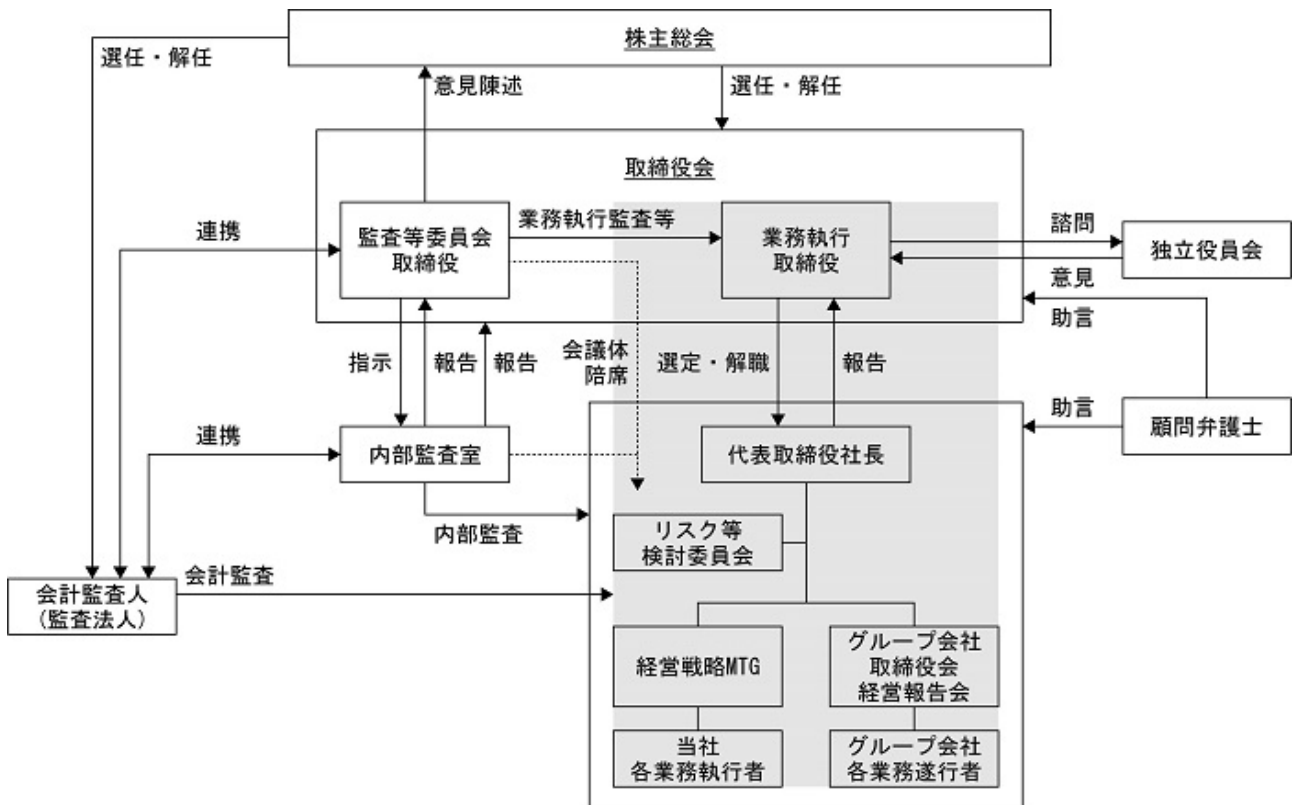 株主総会
選任・解任
意見陳述
選任・解任
取締役会
連携
監査等委員会
取締役
業務執行監査等
業務執行
取締役
諮問
独立役員会
意見
助言
指示
報告
報告
会議体
陪席
選定・解職
報告
連携
内部監査室
代表取締役社長
助言
顧問弁護士
内部監査
リスク等
検討委員会
会計監査人
(監査法人)
会計監査
経営戦略MTG
グループ会社
取締役会
経営報告会
当社
各業務執行者
グループ会社
各業務遂行者